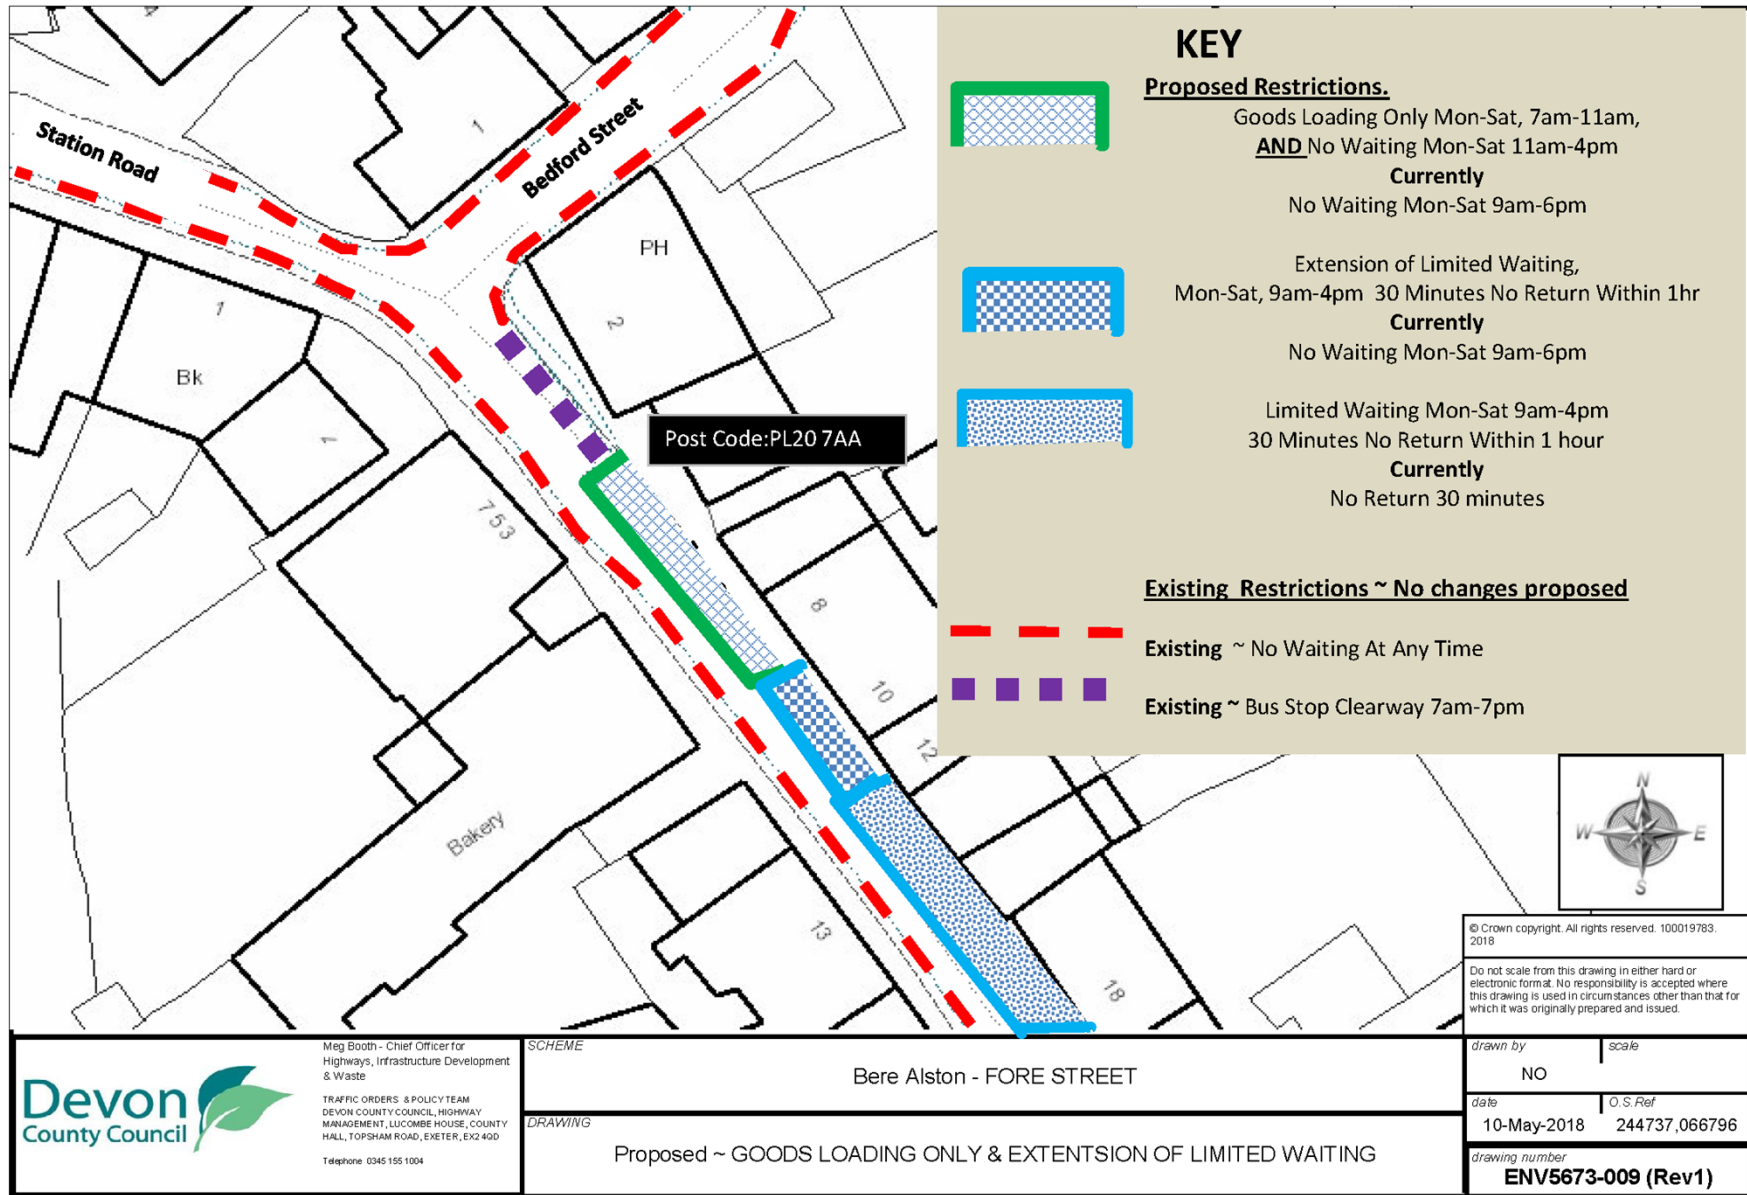 KEY
Proposed Restrictions.
Goods Loading Only Mon-Sat, 7am-11am,
AND No Waiting Mon-Sat 11am-4pm
Currently
No Waiting Mon-Sat 9am-6pm
Extension of Limited Waiting,
Mon-Sat, 9am-4pm 30 Minutes No Return Within 1hr
Currently
No Waiting Mon-Sat 9am-6pm
Limited Waiting Mon-Sat 9am-4pm
30 Minutes No Return Within 1 hour
Currently
No Return 30 minutes
Existing Restrictions ~ No changes proposed
Existing ~ No Waiting At Any Time
Existing ~ Bus Stop Clearway 7am-7pm
Station Road
Bedford Street
1
PH
2
1
Bk
Post Code:PL20 7AA
753
8
10
12
Bakery
13
18
N
W
E
S
© Crown copyright. All rights reserved. 100019783.
2018
Do not scale from this drawing in either hard or
electronic format. No responsibility is accepted where
this drawing is used in circumstances other than that for
which it was originally prepared and issued.
Devon
County Council
Meg Booth - Chief Officer for
Highways, Infrastructure Development
& Waste
TRAFFIC ORDERS & POLICY TEAM
DEVON COUNTY COUNCIL, HIGHWAY
MANAGEMENT, LUCOMBE HOUSE, COUNTY
HALL, TOPSHAM ROAD, EXETER, EX2 4QD
Telephone 0345 155 1004
SCHEME
Bere Alston - FORE STREET
DRAWING
Proposed ~ GOODS LOADING ONLY & EXTENTSION OF LIMITED WAITING
drawn by
NO
scale
date
10-May-2018
O.S.Ref
244737,066796
drawing number
ENV5673-009 (Rev1)